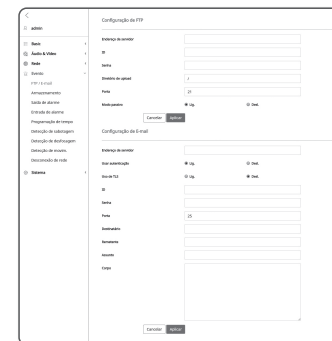 admin
Basic
Áudio & Vídeo
Rede
Evento
FTP / E-mail
Armazenamento
Saída de alarme
Entrada de alarme
Programação de tempo
Detecção de sabotagem
Detecção de desfocagem
Detecção de movim.
Desconexão de rede
Sistema
Configuração de FTP
Endereço de servidor
ID
Senha
Diretório de upload /
Porta 21
Modo passivo Lig. Desl.
Cancelar Aplicar
Configuração de E-mail
Endereço de servidor
Usar autenticação Lig. Desl.
Uso de TLS Lig. Desl.
ID
Senha
Porta 25
Destinatário
Remetente
Assunto
Corpo
Cancelar Aplicar